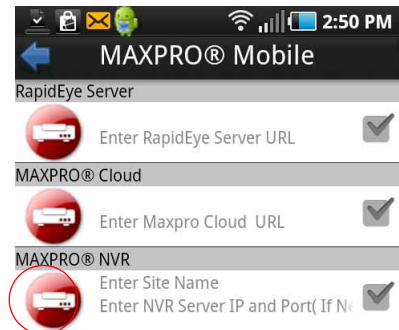 2:50 PM
MAXPRO® Mobile
RapidEye Server
Enter RapidEye Server URL
MAXPRO® Cloud
Enter Maxpro Cloud URL
MAXPRO® NVR
Enter Site Name
Enter NVR Server IP and Port( If